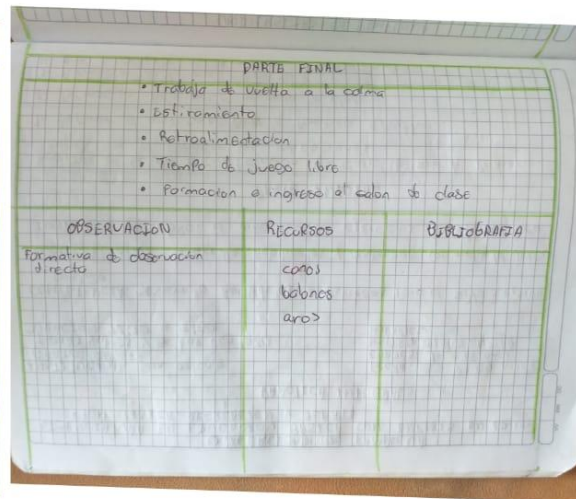 PARTE FINAL
• Trabajo de vuelta a la calma
• Estiramiento
• Retroalimentacion
• Tiempo de juego libre
• Formacion e ingreso al salon de clase
OBSERVACION
RECURSOS
BIBLIOGRAFIA
Formativa de observación
directa
conos
balones
aros